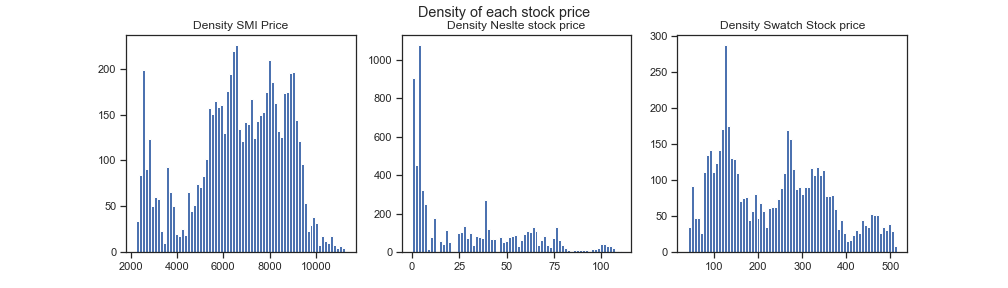 Density of each stock price
Density SMI Price
Density Neslte stock price
Density Swatch Stock price
200
150
100
50
0
2000 4000 6000 8000 10000
1000
800
600
400
200
0
0 25 50 75 100
300
250
200
150
100
50
0
100 200 300 400 500